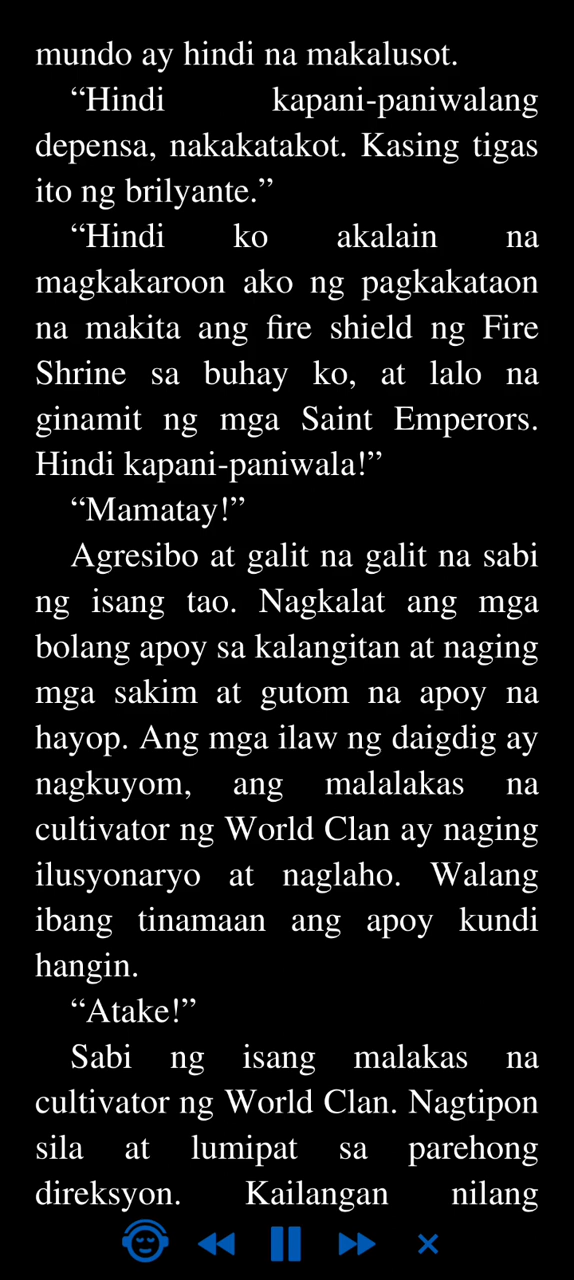 mundo ay hindi na makalusot.
“Hindi kapani-paniwalang
depensa, nakakatakot. Kasing tigas
ito ng brilyante.”
“Hindi ko akalain na
magkakaroon ako ng pagkakataon
na makita ang fire shield ng Fire
Shrine sa buhay ko, at lalo na
ginamit ng mga Saint Emperors.
Hindi kapani-paniwala!”
“Mamatay!”
Agresibo at galit na galit na sabi
ng isang tao. Nagkalat ang mga
bolang apoy sa kalangitan at naging
mga sakim at gutom na apoy na
hayop. Ang mga ilaw ng daigdig ay
nagkuyom, ang malalakas na
cultivator ng World Clan ay naging
ilusyonaryo at naglaho. Walang
ibang tinamaan ang apoy kundi
hangin.
“Atake!”
Sabi ng isang malakas na
cultivator ng World Clan. Nagtipon
sila at lumipat sa parehong
direksyon. Kailangan nilang